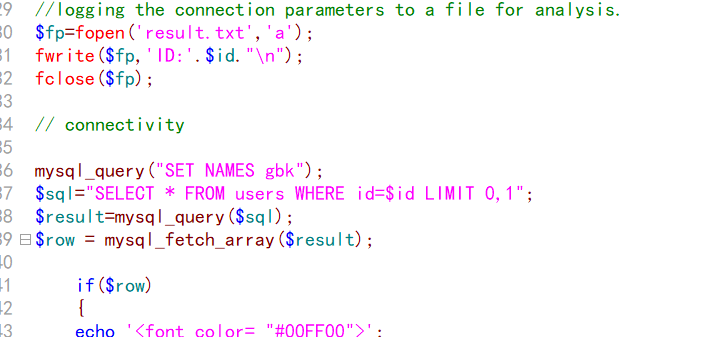 29 //logging the connection parameters to a file for analysis.
30 $fp=fopen('result.txt','a');
31 fwrite($fp,'ID:'.$id."\n");
32 fclose($fp);
33
34 // connectivity
35
36 mysql_query("SET NAMES gbk");
37 $sql="SELECT * FROM users WHERE id=$id LIMIT 0,1";
38 $result=mysql_query($sql);
39 $row = mysql_fetch_array($result);
40
41 if($row)
42 {
43 echo '<font color= "#00FF00">';